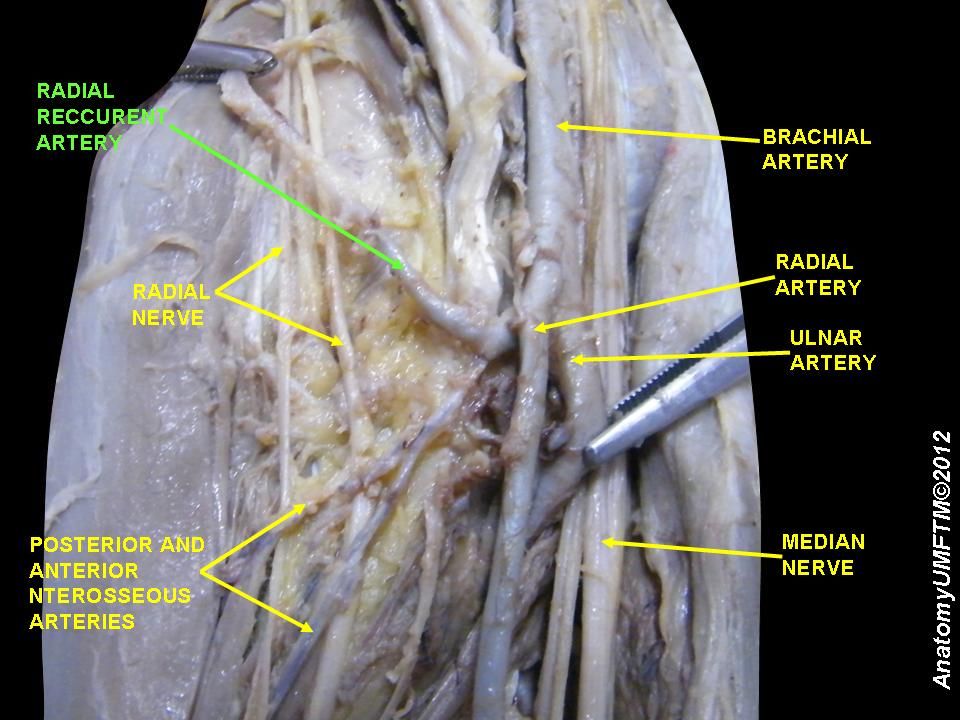 RADIAL
RECCURENT
ARTERY
BRACHIAL
ARTERY
RADIAL
ARTERY
RADIAL
NERVE
ULNAR
ARTERY
POSTERIOR AND
ANTERIOR
NTEROSSEOUS
ARTERIES
MEDIAN
NERVE
AnatomyUMFTM©2012